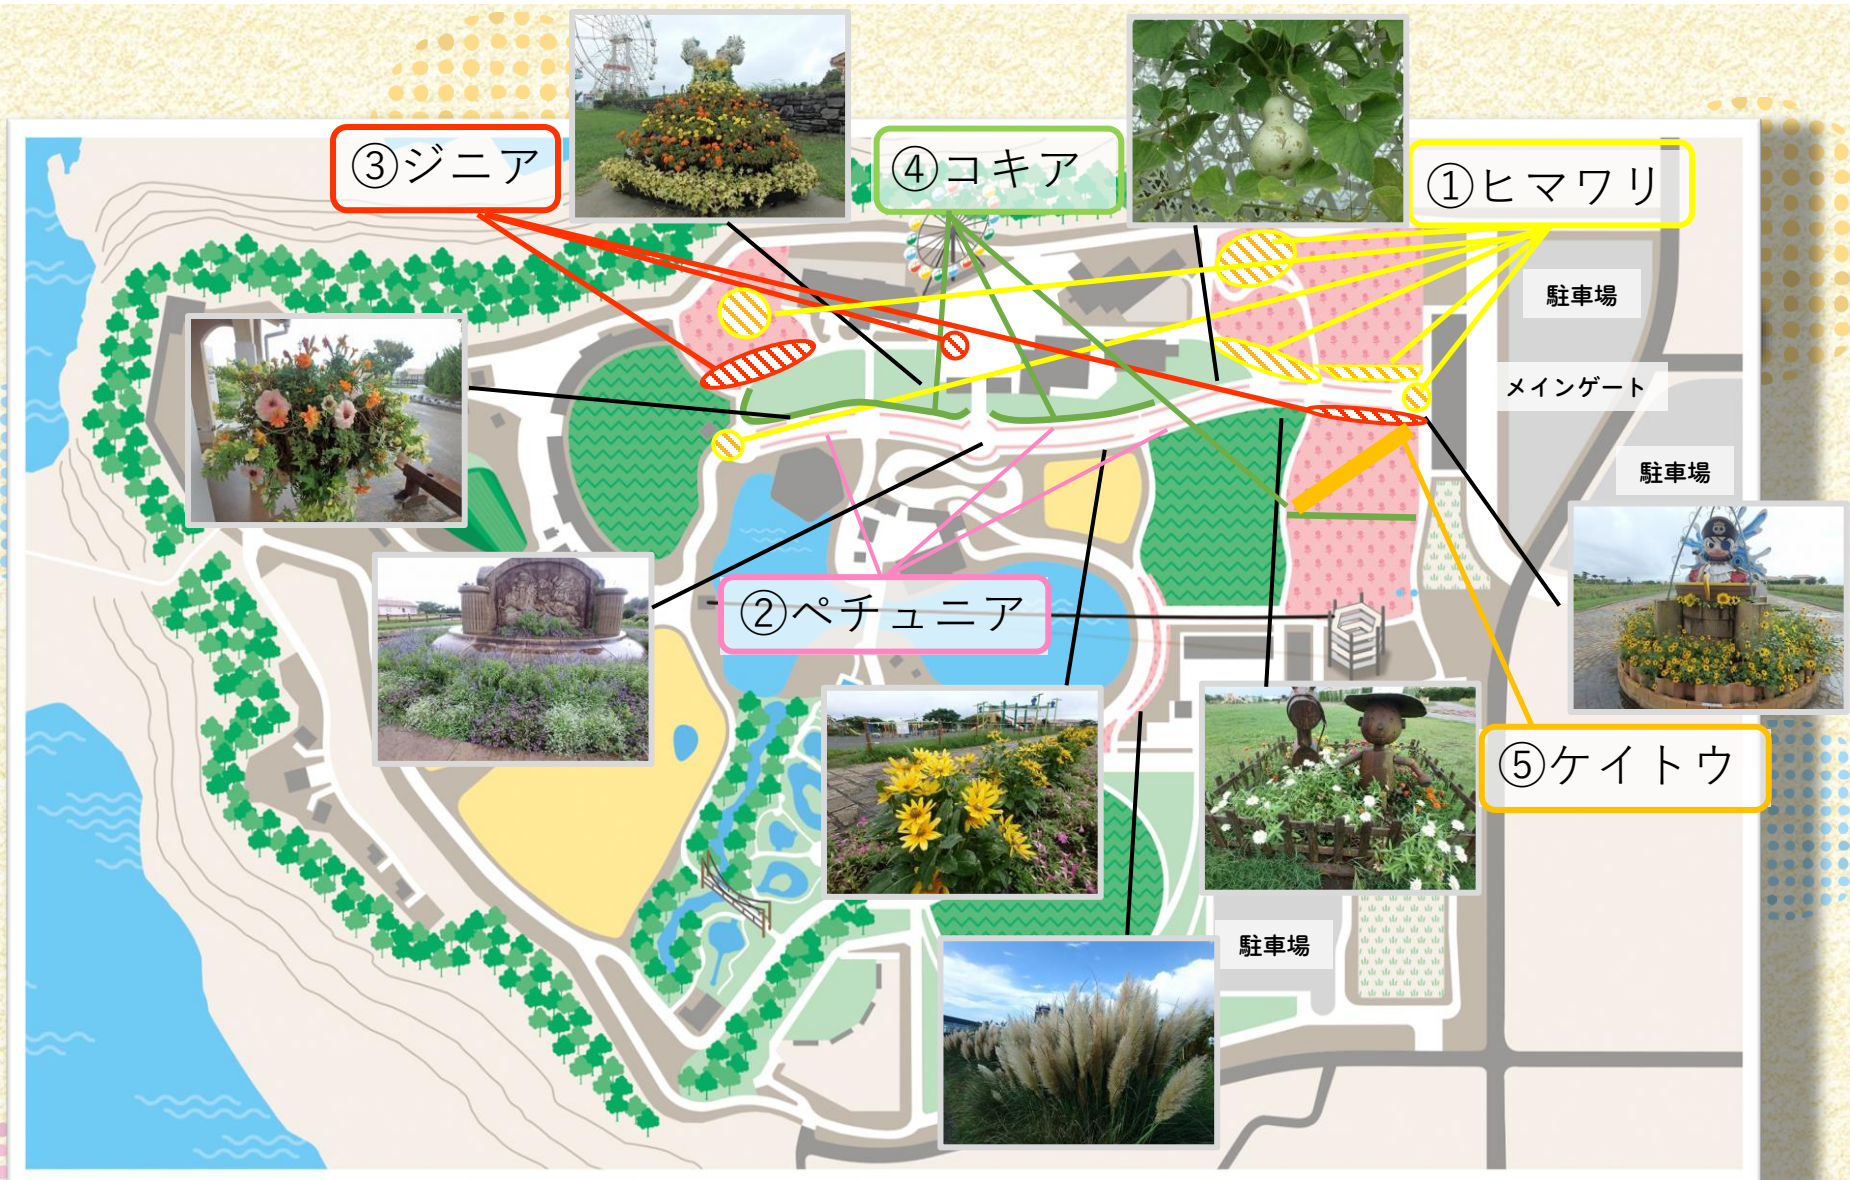 ③ジニア
④コキア
①ヒマワリ
駐車場
メインゲート
駐車場
②ペチュニア
⑤ケイトウ
駐車場